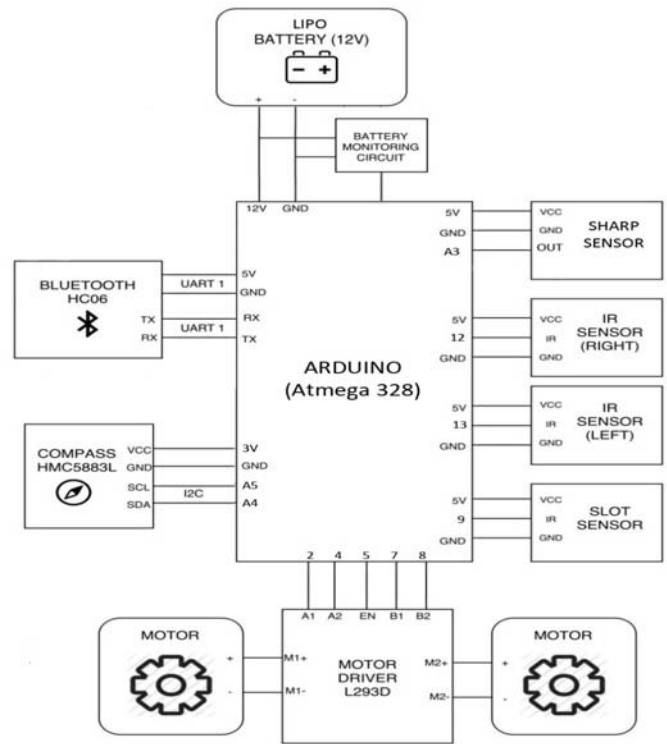 LIPO
BATTERY (12V)
- +
+ -
BATTERY
MONITORING
CIRCUIT
12V GND
BLUETOOTH
HC06
TX
RX
UART 1
UART 1
5V
GND
RX
TX
COMPASS
HMC5883L
VCC
GND
SCL
SDA
I2C
3V
GND
A5
A4
ARDUINO
(Atmega 328)
5V
GND
A3
VCC
GND
OUT
SHARP
SENSOR
5V
12
GND
VCC
IR
GND
IR
SENSOR
(RIGHT)
5V
13
GND
VCC
IR
GND
IR
SENSOR
(LEFT)
5V
9
GND
VCC
IR
GND
SLOT
SENSOR
2 4 5 7 8
A1 A2 EN B1 B2
MOTOR
+
-
M1+
M1-
MOTOR
DRIVER
L293D
M2+
M2-
+
-
MOTOR